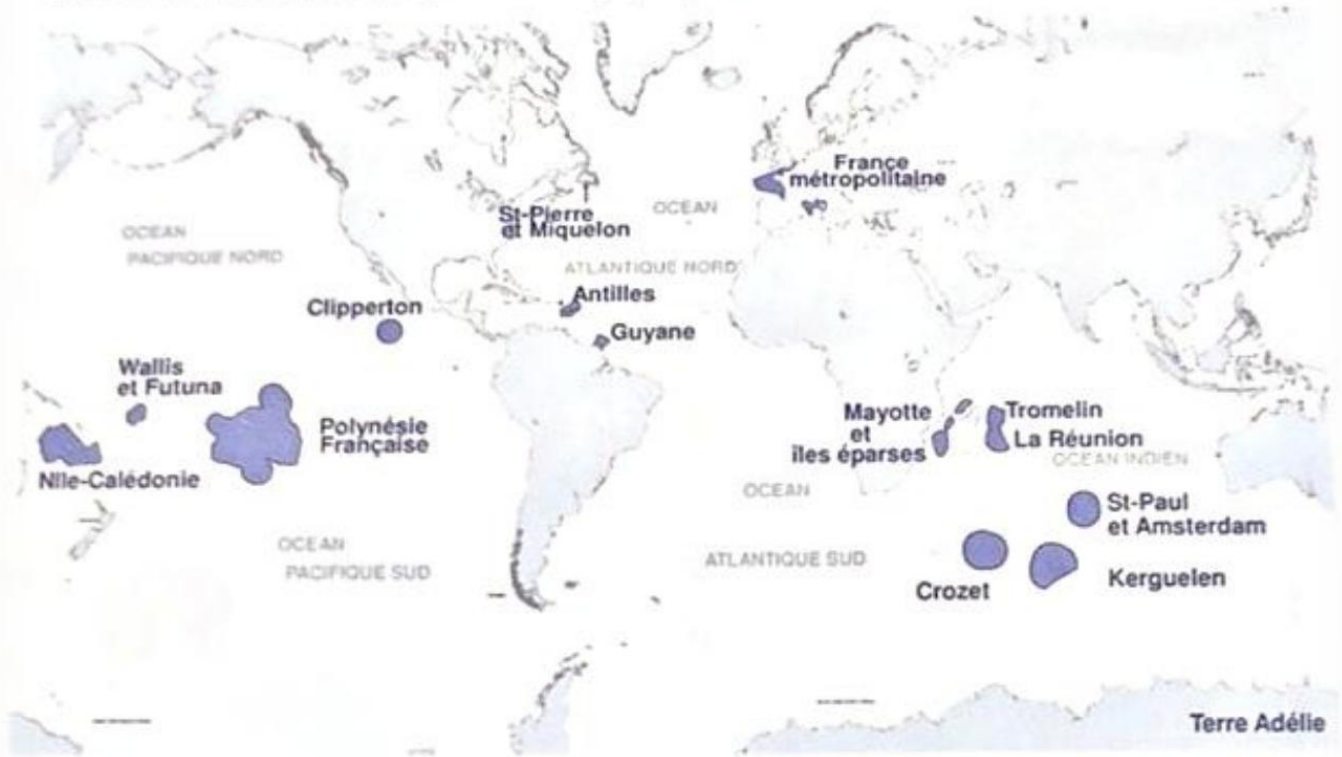 France
métropolitaine
St-Pierre
et Miquelon
OCEAN
ATLANTIQUE NORD
OCEAN
PACIFIQUE NORD
Clipperton
Antilles
Guyane
Wallis
et Futuna
Polynésie
Française
Nlle-Calédonie
Mayotte
et
îles éparses
Tromelin
La Réunion
OCEAN INDIEN
OCEAN
ATLANTIQUE SUD
OCEAN
PACIFIQUE SUD
St-Paul
et Amsterdam
Crozet
Kerguelen
Terre Adélie